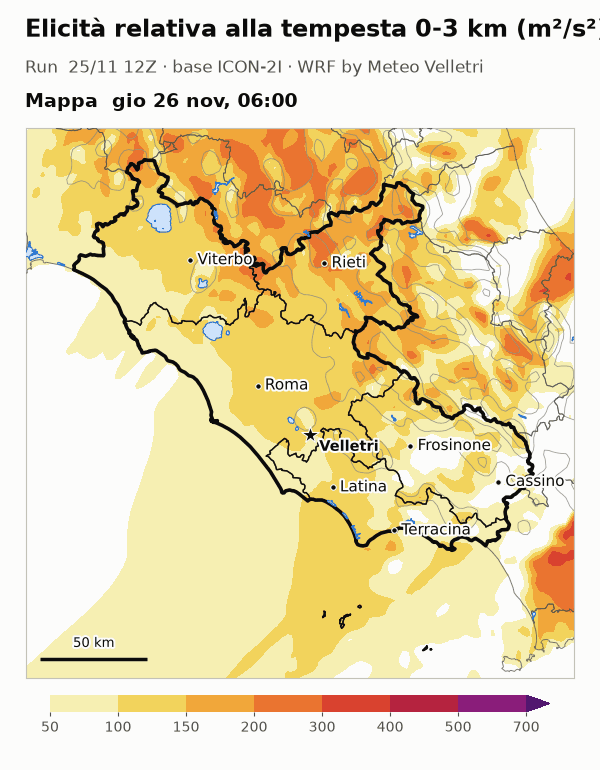 Elicità relativa alla tempesta 0-3 km (m²/s²)
Run 25/11 12Z · base ICON-2I · WRF by Meteo Velletri
Mappa gio 26 nov, 06:00
Viterbo
Rieti
Roma
Velletri
Frosinone
Cassino
Latina
Terracina
50 km
50 100 150 200 300 400 500 700